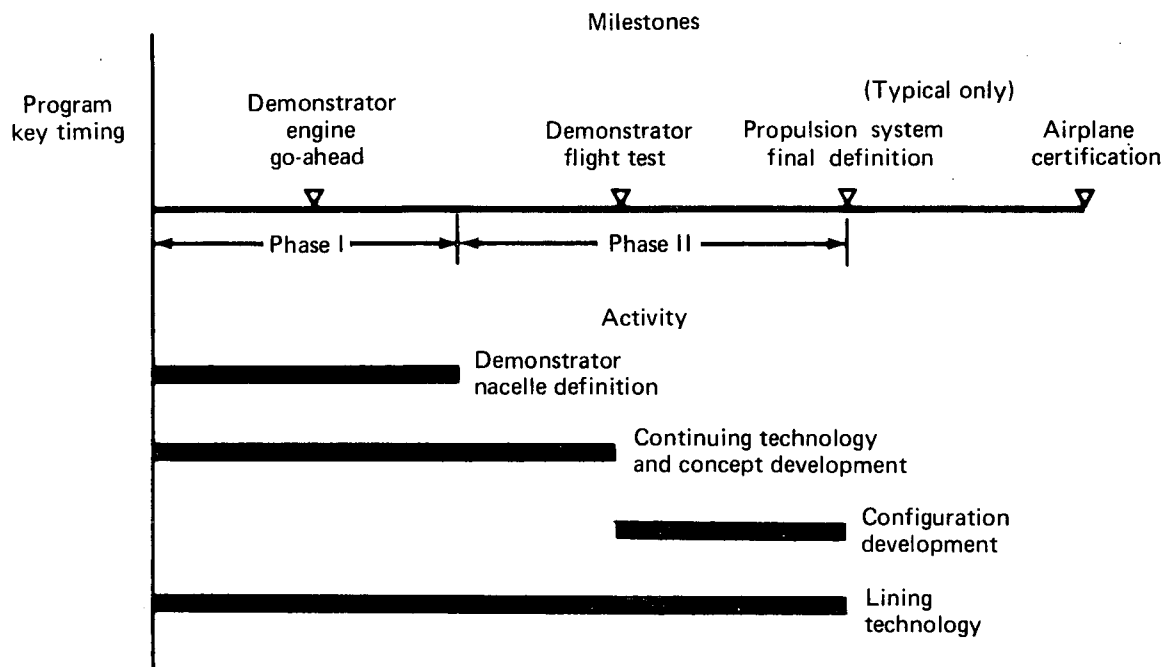 Milestones
Program
key timing
Demonstrator
engine
go-ahead
Demonstrator
flight test
(Typical only)
Propulsion system
final definition
Airplane
certification
Phase I
Phase II
Activity
Demonstrator
nacelle definition
Continuing technology
and concept development
Configuration
development
Lining
technology